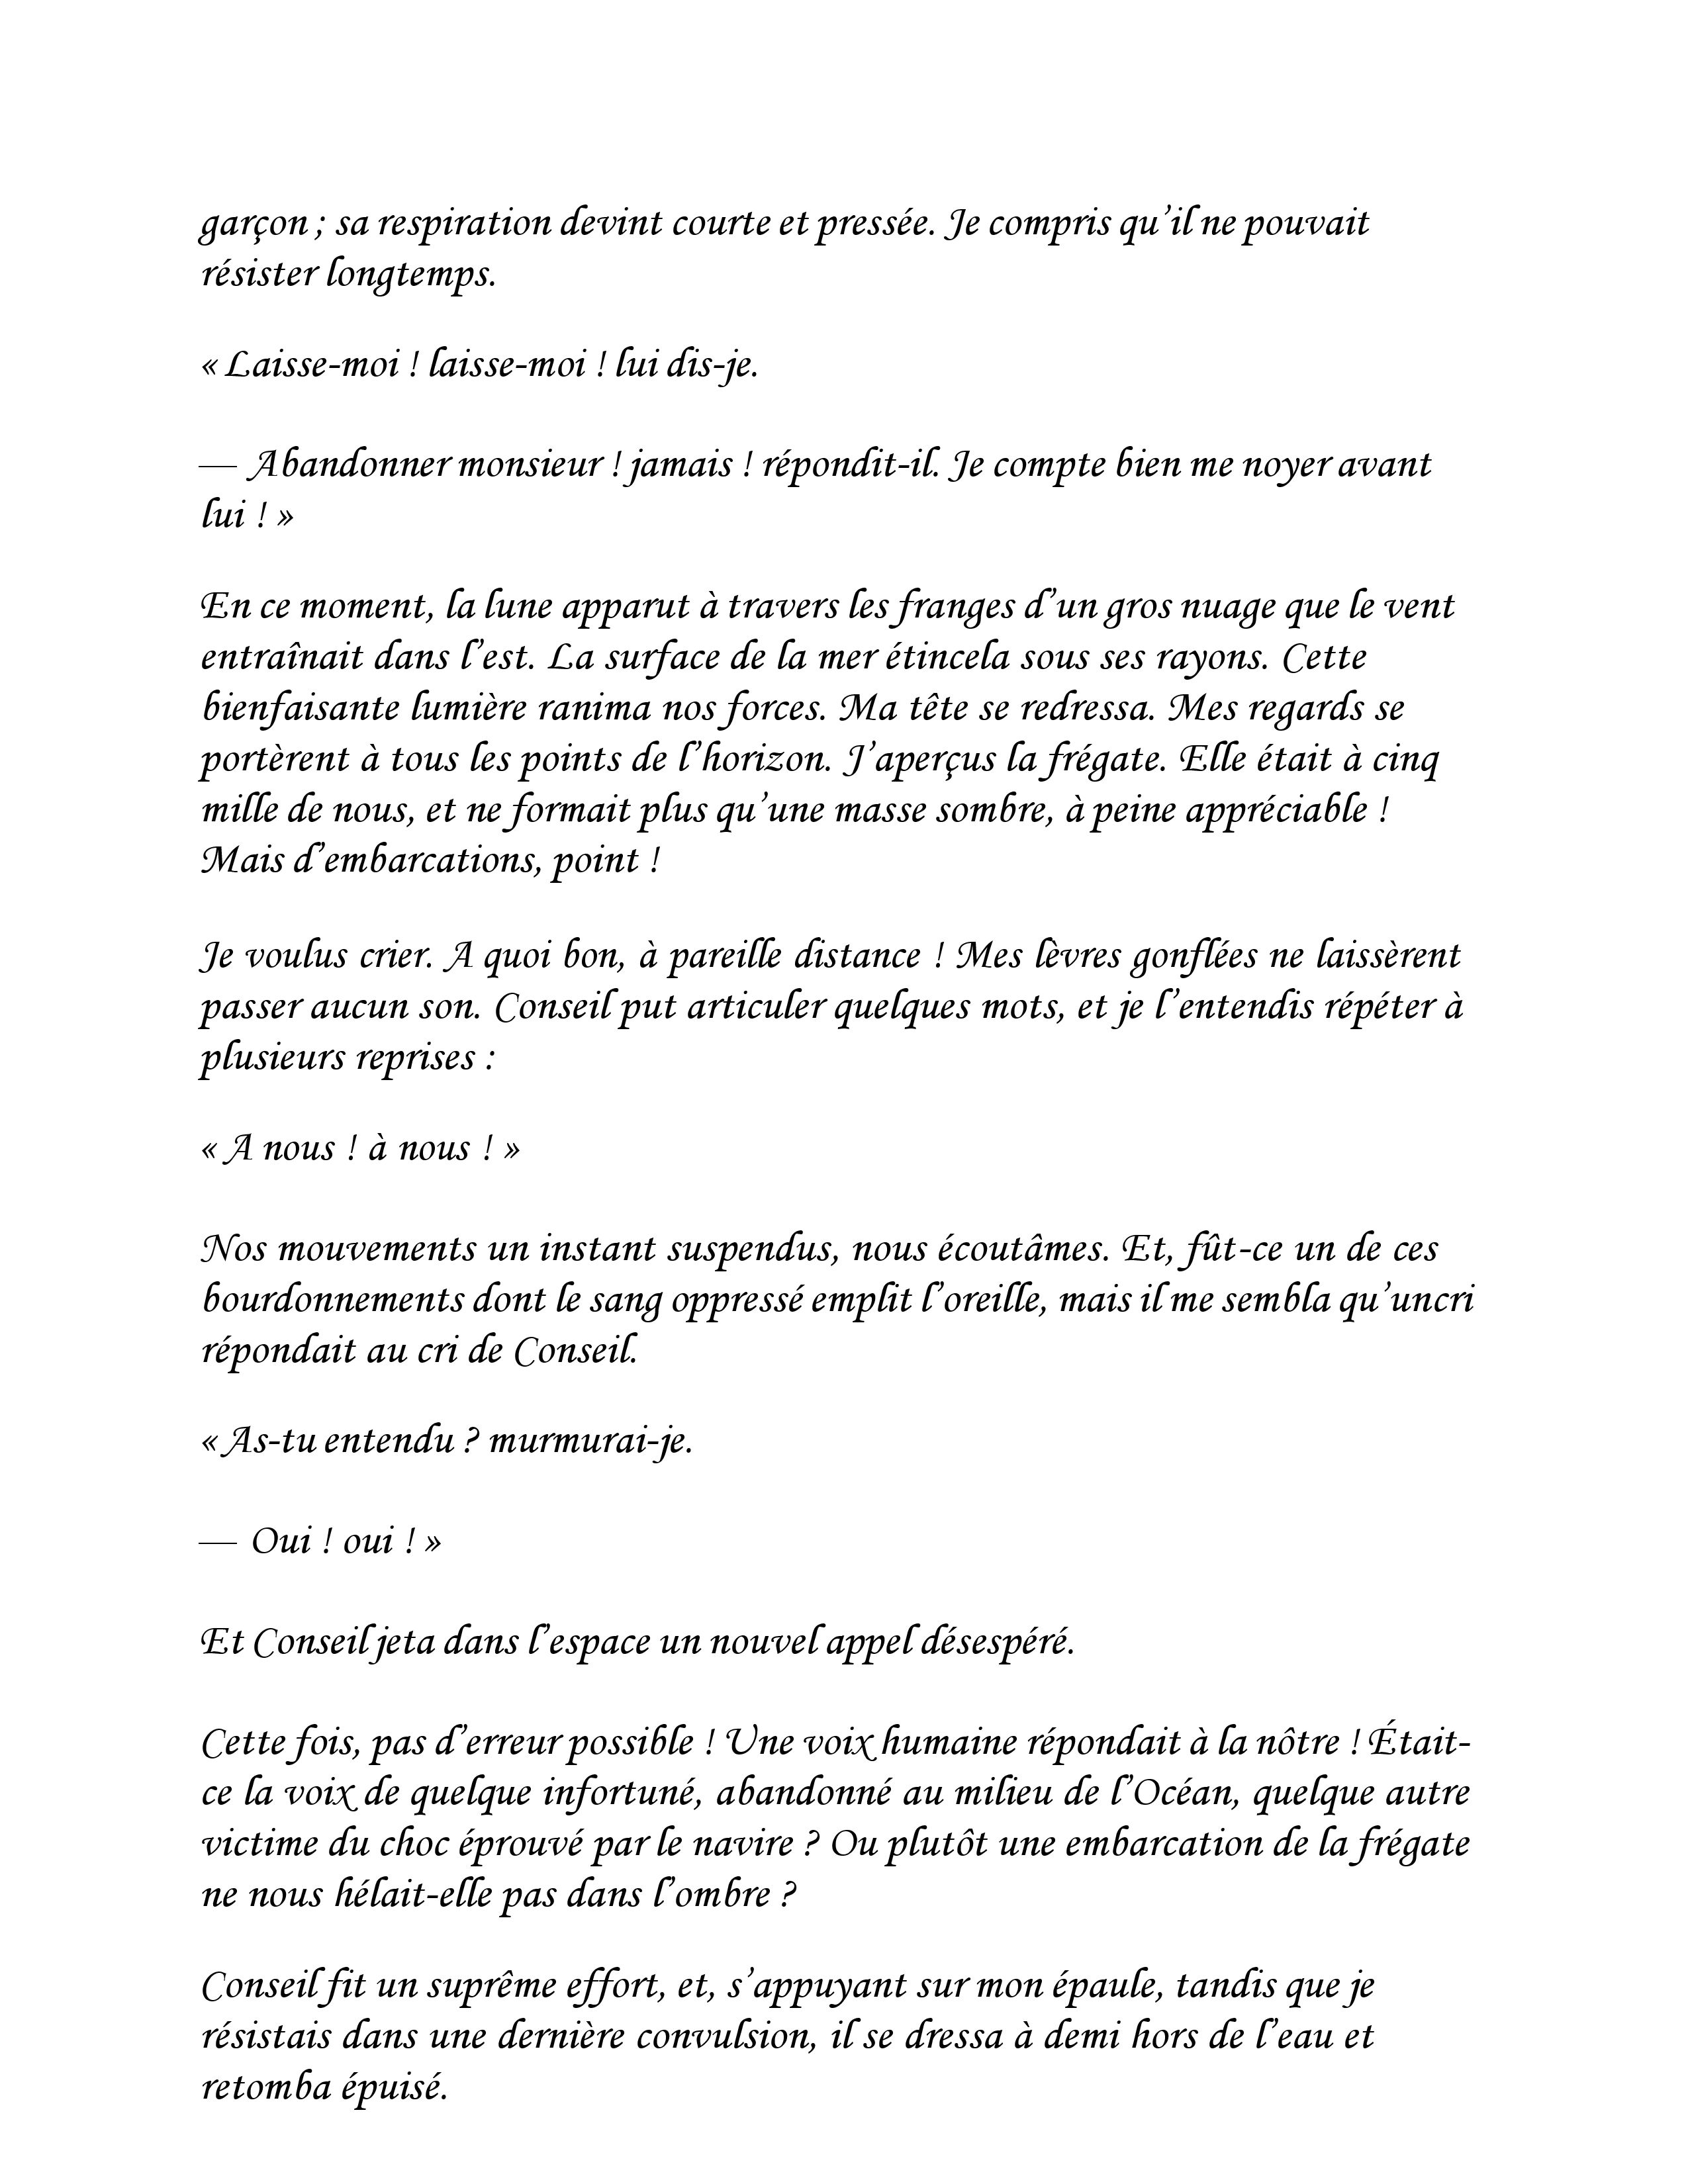 garçon ; sa respiration devint courte et pressée. Je compris qu’il ne pouvait
résister longtemps.
« Laisse-moi ! laisse-moi ! lui dis-je.
— Abandonner monsieur ! jamais ! répondit-il. Je compte bien me noyer avant
lui ! »
En ce moment, la lune apparut à travers les franges d’un gros nuage que le vent
entraînait dans l’est. La surface de la mer étincela sous ses rayons. Cette
bienfaisante lumière ranima nos forces. Ma tête se redressa. Mes regards se
portèrent à tous les points de l’horizon. J’aperçus la frégate. Elle était à cinq
mille de nous, et ne formait plus qu’une masse sombre, à peine appréciable !
Mais d’embarcations, point !
Je voulus crier. A quoi bon, à pareille distance ! Mes lèvres gonflées ne laissèrent
passer aucun son. Conseil put articuler quelques mots, et je l’entendis répéter à
plusieurs reprises :
« A nous ! à nous ! »
Nos mouvements un instant suspendus, nous écoutâmes. Et, fût-ce un de ces
bourdonnements dont le sang oppressé emplit l’oreille, mais il me sembla qu’uncri
répondait au cri de Conseil.
« As-tu entendu ? murmurai-je.
— Oui ! oui ! »
Et Conseil jeta dans l’espace un nouvel appel désespéré.
Cette fois, pas d’erreur possible ! Une voix humaine répondait à la nôtre ! Était-
ce la voix de quelque infortuné, abandonné au milieu de l’Océan, quelque autre
victime du choc éprouvé par le navire ? Ou plutôt une embarcation de la frégate
ne nous hélait-elle pas dans l’ombre ?
Conseil fit un suprême effort, et, s’appuyant sur mon épaule, tandis que je
résistais dans une dernière convulsion, il se dressa à demi hors de l’eau et
retomba épuisé.